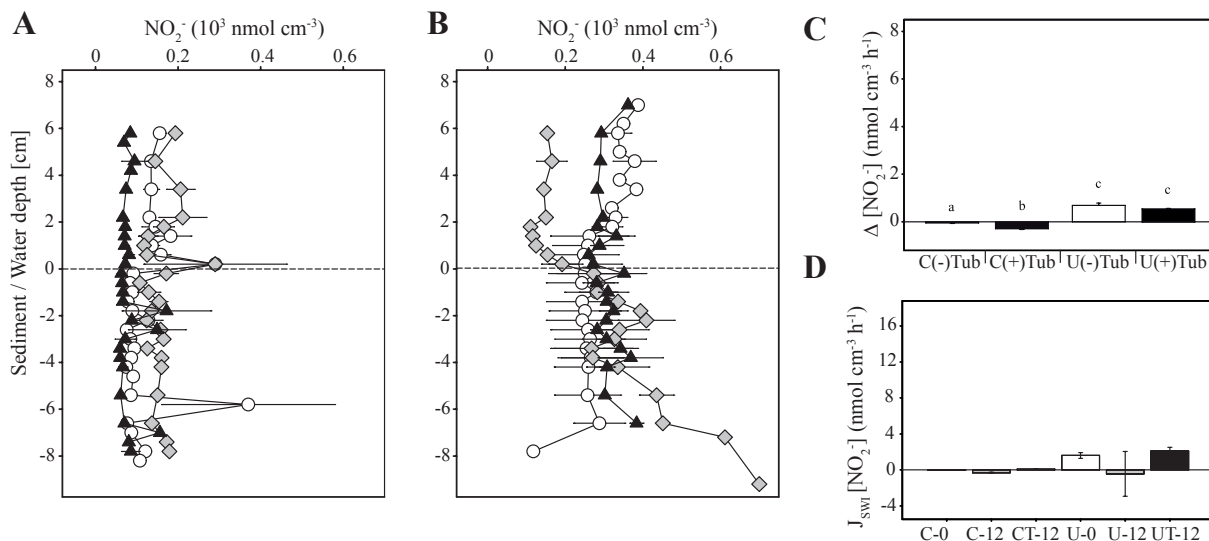 A
NO₂⁻ (10³ nmol cm⁻³)
0 0.2 0.4 0.6
Sediment / Water depth [cm]
8
6
4
2
0
-2
-4
-6
-8
B
NO₂⁻ (10³ nmol cm⁻³)
0 0.2 0.4 0.6
8
6
4
2
0
-2
-4
-6
-8
C
Δ [NO₂⁻] (nmol cm⁻³ h⁻¹)
8
6
4
2
0
a b c c
C(-)Tub C(+)Tub U(-)Tub U(+)Tub
D
J_SWI [NO₂⁻] (nmol cm⁻³ h⁻¹)
16
12
8
4
0
-4
C-0 C-12 CT-12 U-0 U-12 UT-12